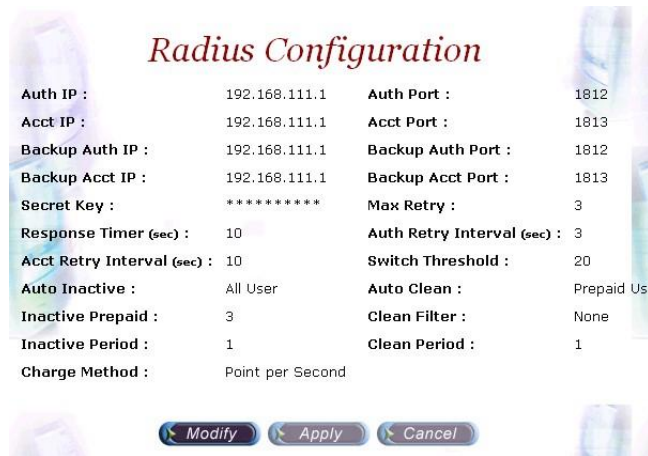 Radius Configuration
Auth IP : 192.168.111.1 Auth Port : 1812
Acct IP : 192.168.111.1 Acct Port : 1813
Backup Auth IP : 192.168.111.1 Backup Auth Port : 1812
Backup Acct IP : 192.168.111.1 Backup Acct Port : 1813
Secret Key : ********** Max Retry : 3
Response Timer (sec) : 10 Auth Retry Interval (sec) : 3
Acct Retry Interval (sec) : 10 Switch Threshold : 20
Auto Inactive : All User Auto Clean : Prepaid Us
Inactive Prepaid : 3 Clean Filter : None
Inactive Period : 1 Clean Period : 1
Charge Method : Point per Second
Modify Apply Cancel